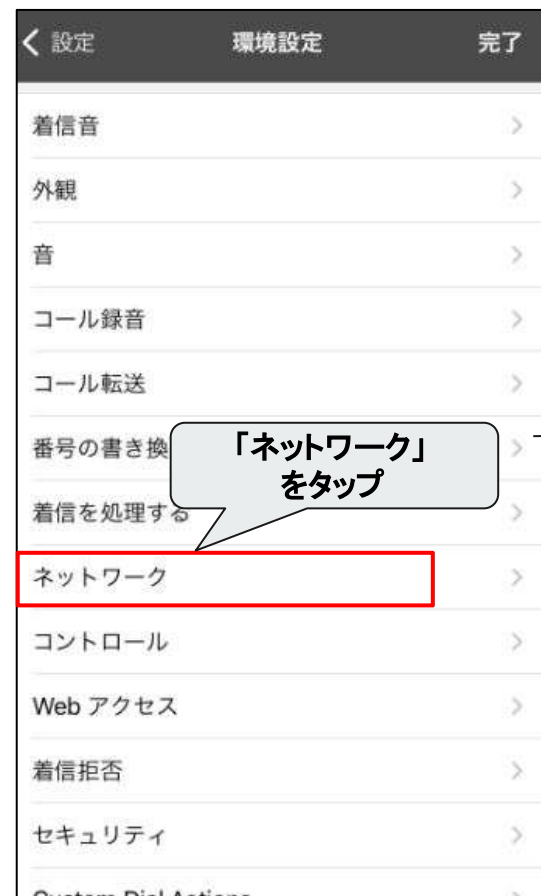 設定 環境設定 完了
着信音
外観
音
コール録音
コール転送
番号の書き換
「ネットワーク」
をタップ
着信を処理する
ネットワーク
コントロール
Web アクセス
着信拒否
セキュリティ
Custom Dial Actions